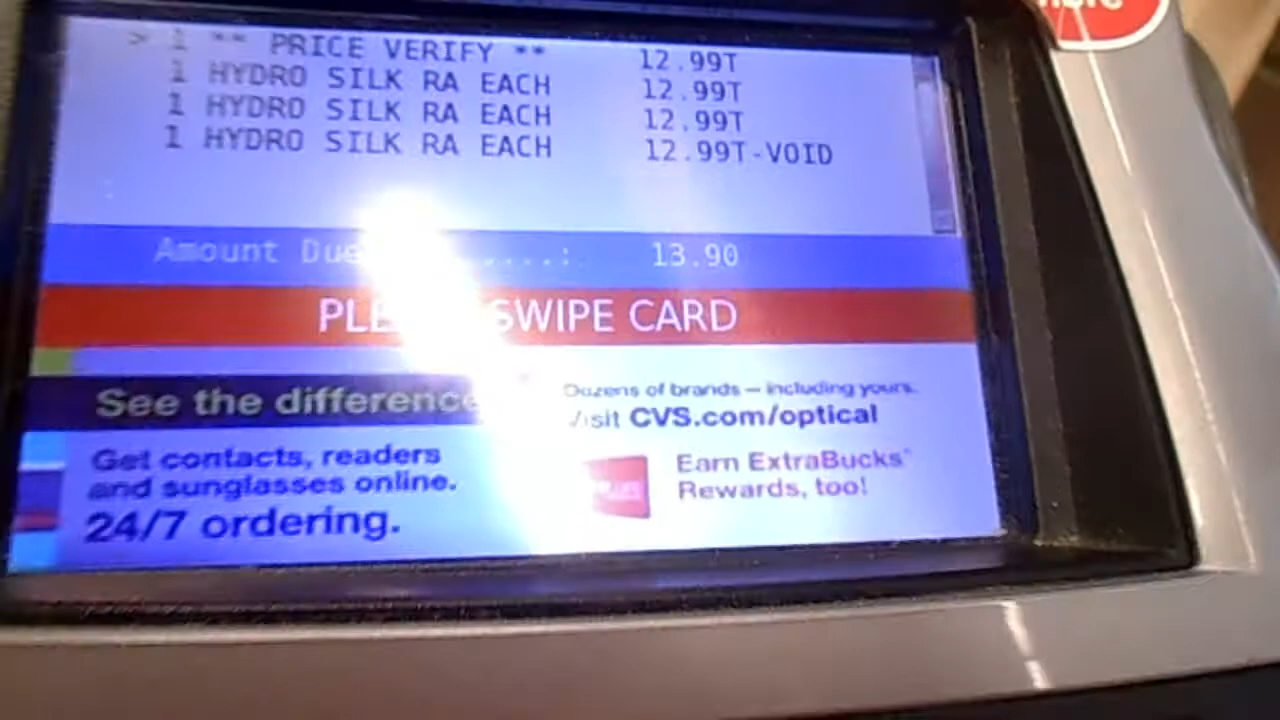 > 1 ** PRICE VERIFY ** 12.99T
1 HYDRO SILK RA EACH 12.99T
1 HYDRO SILK RA EACH 12.99T
1 HYDRO SILK RA EACH 12.99T-VOID
Amount Due ....: 13.90
SWIPE CARD
See the difference
Dozens of brands — including yours.
Visit CVS.com/optical
Get contacts, readers
and sunglasses online.
24/7 ordering.
Earn ExtraBucks®
Rewards, too!